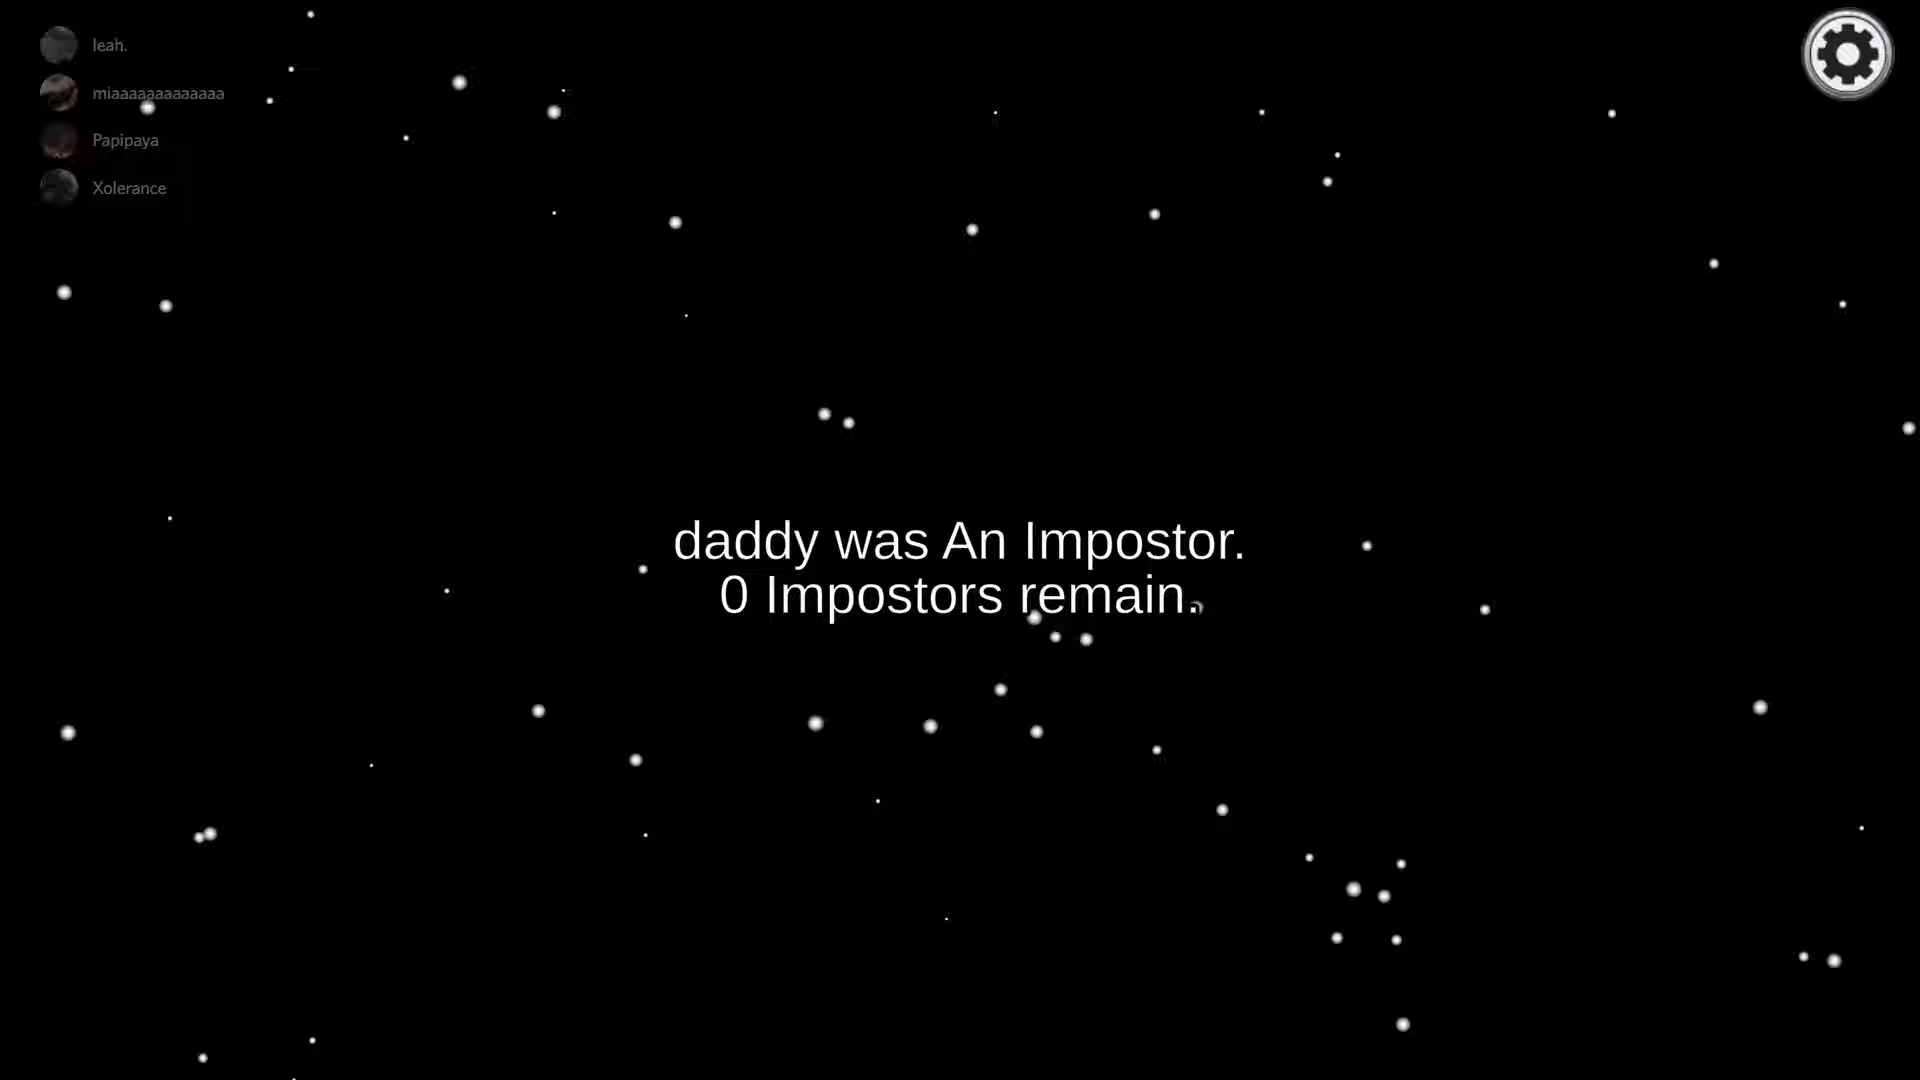 leah.
miaaaaaaaaaaaaa
Papipaya
Xolerance
daddy was An Impostor.
0 Impostors remain.